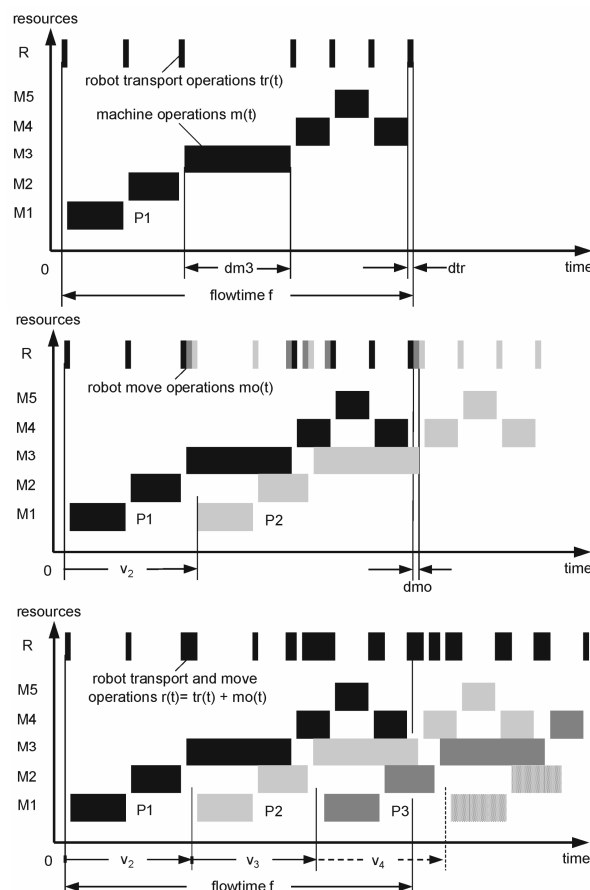 resources
R
robot transport operations tr(t)
M5
machine operations m(t)
M4
M3
M2
M1
P1
0
dm3
dtr
time
flowtime f
resources
R
robot move operations mo(t)
M5
M4
M3
M2
M1
P1
P2
0
v2
dmo
time
resources
R
robot transport and move
operations r(t)= tr(t) + mo(t)
M5
M4
M3
M2
M1
P1
P2
P3
0
v2
v3
v4
time
flowtime f